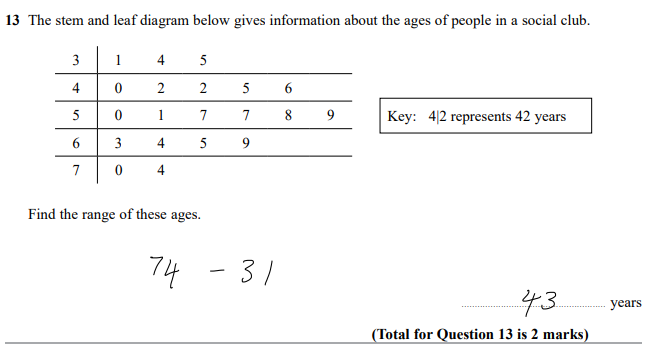 13 The stem and leaf diagram below gives information about the ages of people in a social club.
3 | 1 4 5
4 | 0 2 2 5 6
5 | 0 1 7 7 8 9
6 | 3 4 5 9
7 | 0 4
Key: 4|2 represents 42 years
Find the range of these ages.
74 - 31
43 years
(Total for Question 13 is 2 marks)